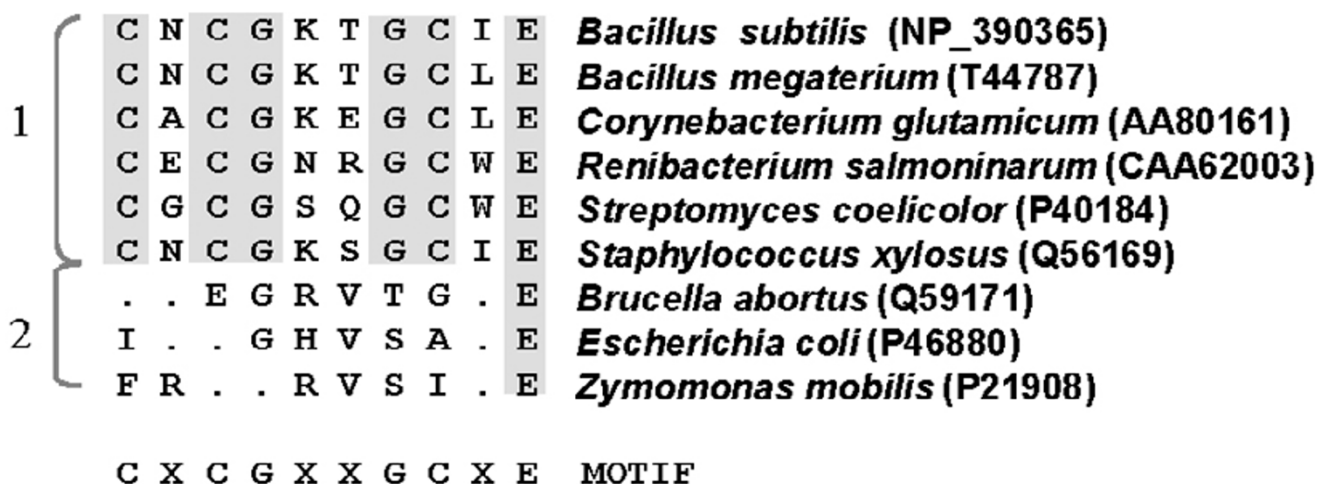 1
2
C N C G K T G C I E Bacillus subtilis (NP_390365)
C N C G K T G C L E Bacillus megaterium (T44787)
C A C G K E G C L E Corynebacterium glutamicum (AA80161)
C E C G N R G C W E Renibacterium salmoninarum (CAA62003)
C G C G S Q G C W E Streptomyces coelicolor (P40184)
C N C G K S G C I E Staphylococcus xylosus (Q56169)
. . E G R V T G . E Brucella abortus (Q59171)
I . . G H V S A . E Escherichia coli (P46880)
F R . . R V S I . E Zymomonas mobilis (P21908)
C X C G X X G C X E MOTIF